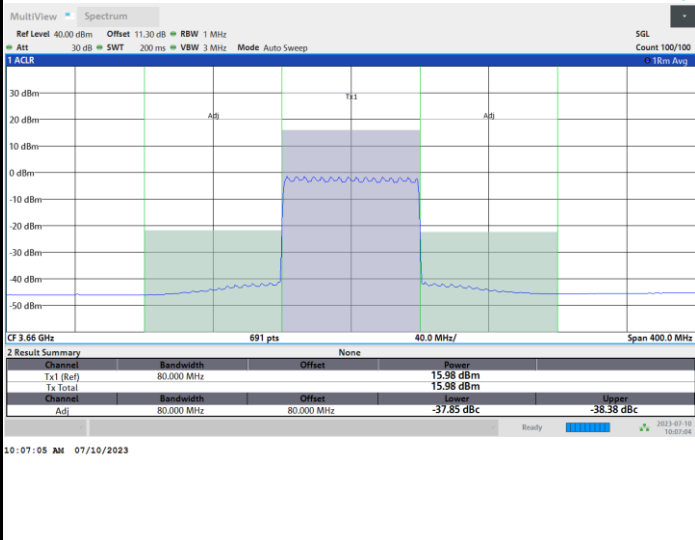 MultiView Spectrum
Ref Level 40.00 dBm Offset 11.30 dB RBW 1 MHz SGL
Att 30 dB SWT 200 ms VBW 3 MHz Mode Auto Sweep Count 100/100
1 ACLR 1Rm Avg
30 dBm
Tx1
20 dBm
Adj Adj
10 dBm
0 dBm
-10 dBm
-20 dBm
-30 dBm
-40 dBm
-50 dBm
CF 3.66 GHz 691 pts 40.0 MHz/ Span 400.0 MHz
2 Result Summary None
Channel Bandwidth Offset Power
Tx1 (Ref) 80.000 MHz 15.98 dBm
Tx Total 15.98 dBm
Channel Bandwidth Offset Lower Upper
Adj 80.000 MHz 80.000 MHz -37.85 dBc -38.38 dBc
Ready 2023-07-10
10:07:04
10:07:05 AM 07/10/2023